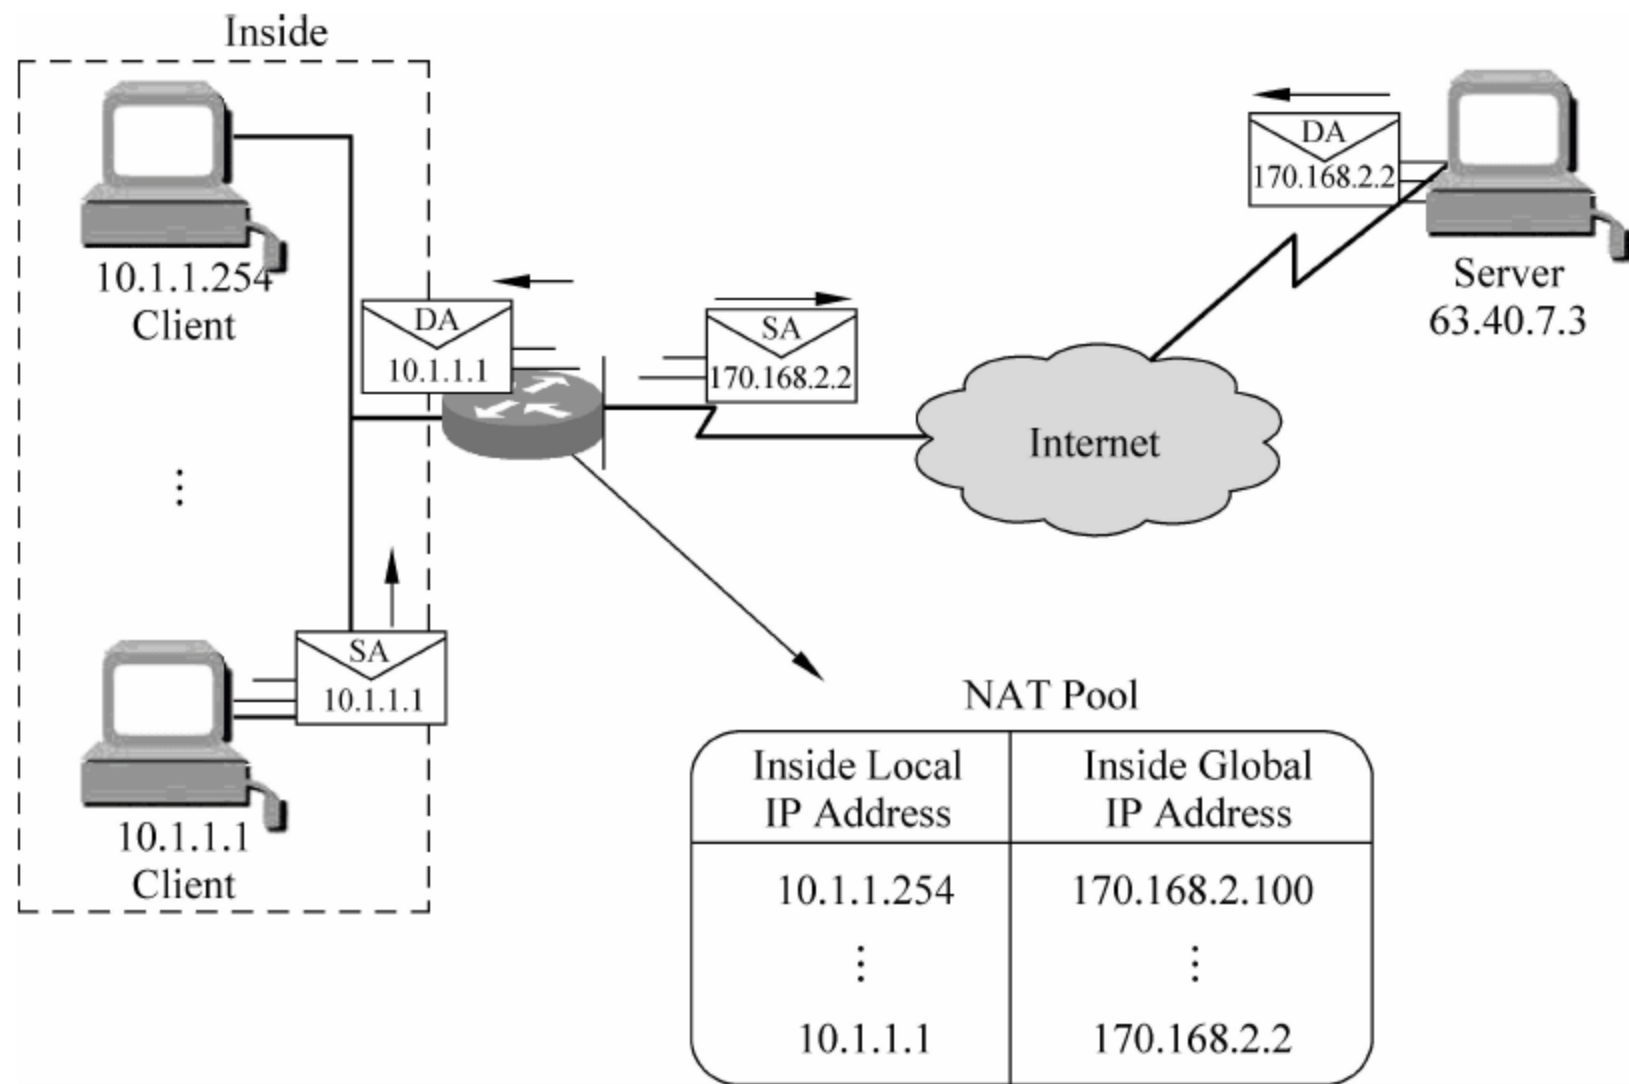 Inside
10.1.1.254
Client
DA
10.1.1.1
SA
170.168.2.2
DA
170.168.2.2
Server
63.40.7.3
Internet
⋮
SA
10.1.1.1
10.1.1.1
Client
NAT Pool
Inside Local
IP Address
Inside Global
IP Address
10.1.1.254
170.168.2.100
⋮
⋮
10.1.1.1
170.168.2.2